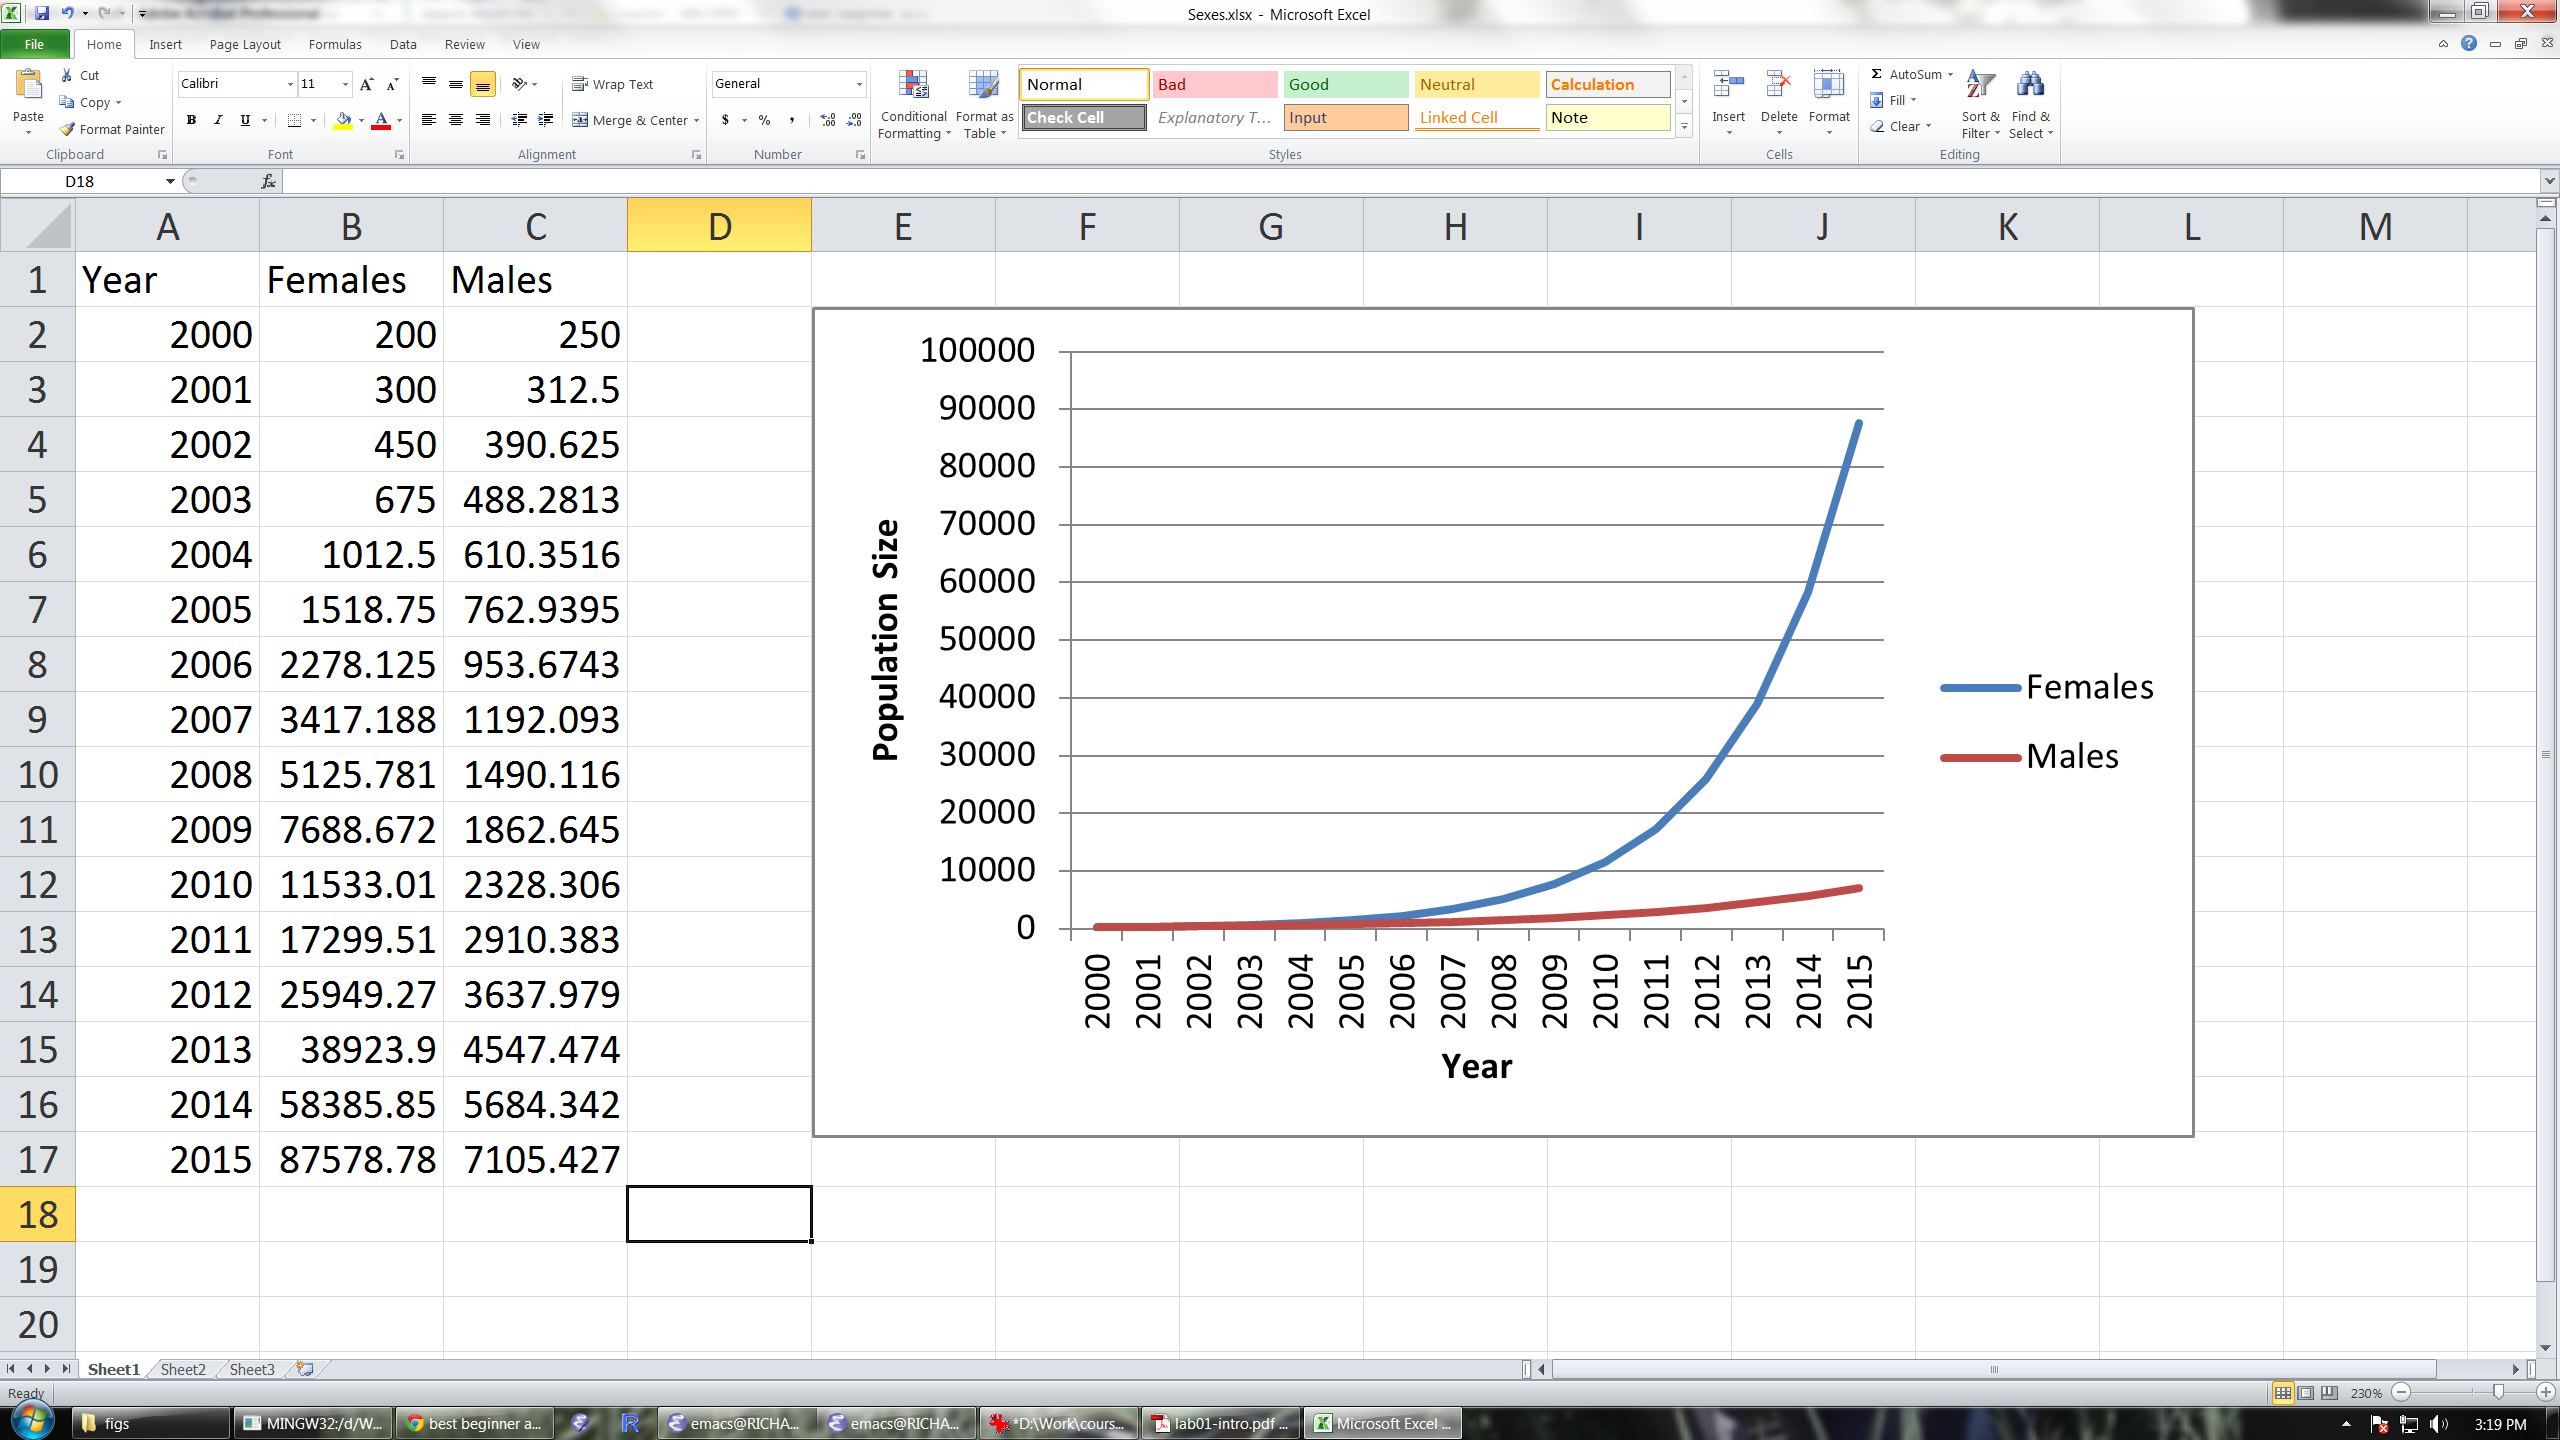 Sexes.xlsx - Microsoft Excel
File Home Insert Page Layout Formulas Data Review View
Paste Cut Copy Format Painter
Calibri 11
Wrap Text
Merge & Center
General
Conditional Formatting
Format as Table
Normal Bad Good Neutral Calculation
Check Cell Explanatory T... Input Linked Cell Note
Insert Delete Format
AutoSum Fill Clear
Sort & Filter
Find & Select
Clipboard Font Alignment Number Styles Cells Editing
D18 fx
A B C D E F G H I J K L M
1 Year Females Males
2 2000 200 250
3 2001 300 312.5
4 2002 450 390.625
5 2003 675 488.2813
6 2004 1012.5 610.3516
7 2005 1518.75 762.9395
8 2006 2278.125 953.6743
9 2007 3417.188 1192.093
10 2008 5125.781 1490.116
11 2009 7688.672 1862.645
12 2010 11533.01 2328.306
13 2011 17299.51 2910.383
14 2012 25949.27 3637.979
15 2013 38923.9 4547.474
16 2014 58385.85 5684.342
17 2015 87578.78 7105.427
18
19
20
Population Size
100000
90000
80000
70000
60000
50000
40000
30000
20000
10000
0
2000 2001 2002 2003 2004 2005 2006 2007 2008 2009 2010 2011 2012 2013 2014 2015
Year
Females
Males
Sheet1 Sheet2 Sheet3
Ready 230%
figs MINGW32:/d/W... best beginner a... emacs@RICHA... emacs@RICHA... *D:\Work\cours... lab01-intro.pdf ... Microsoft Excel ... 3:19 PM